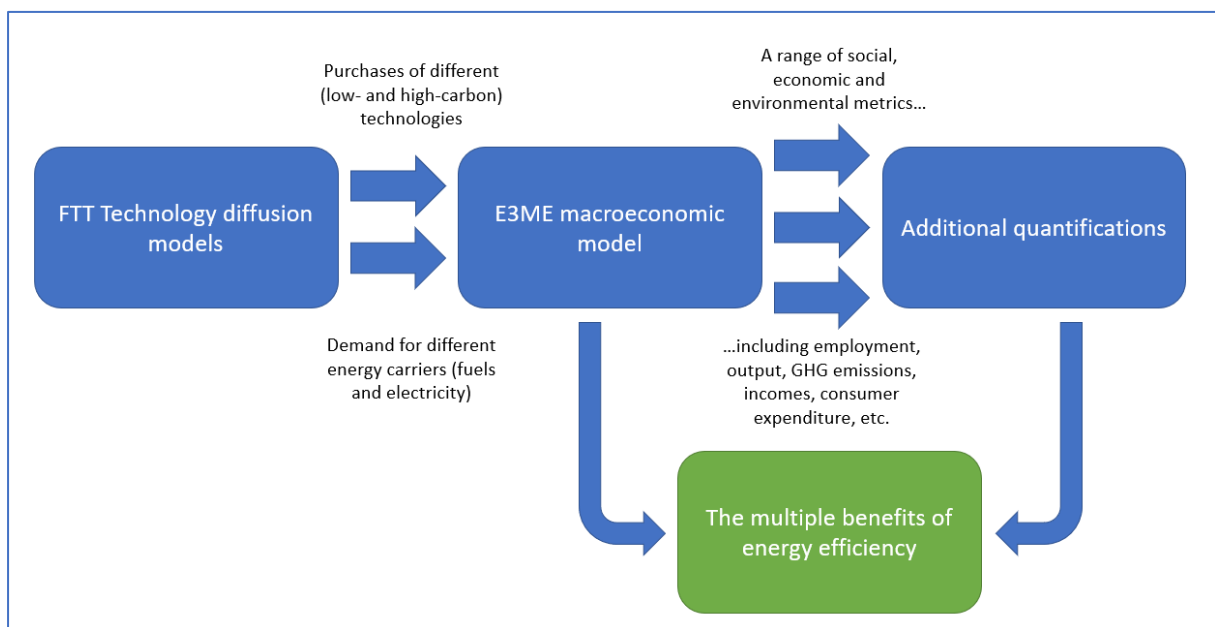 Purchases of different
(low- and high-carbon)
technologies
A range of social,
economic and
environmental metrics…
FTT Technology diffusion
models
E3ME macroeconomic
model
Additional quantifications
Demand for different
energy carriers (fuels
and electricity)
…including employment,
output, GHG emissions,
incomes, consumer
expenditure, etc.
The multiple benefits of
energy efficiency